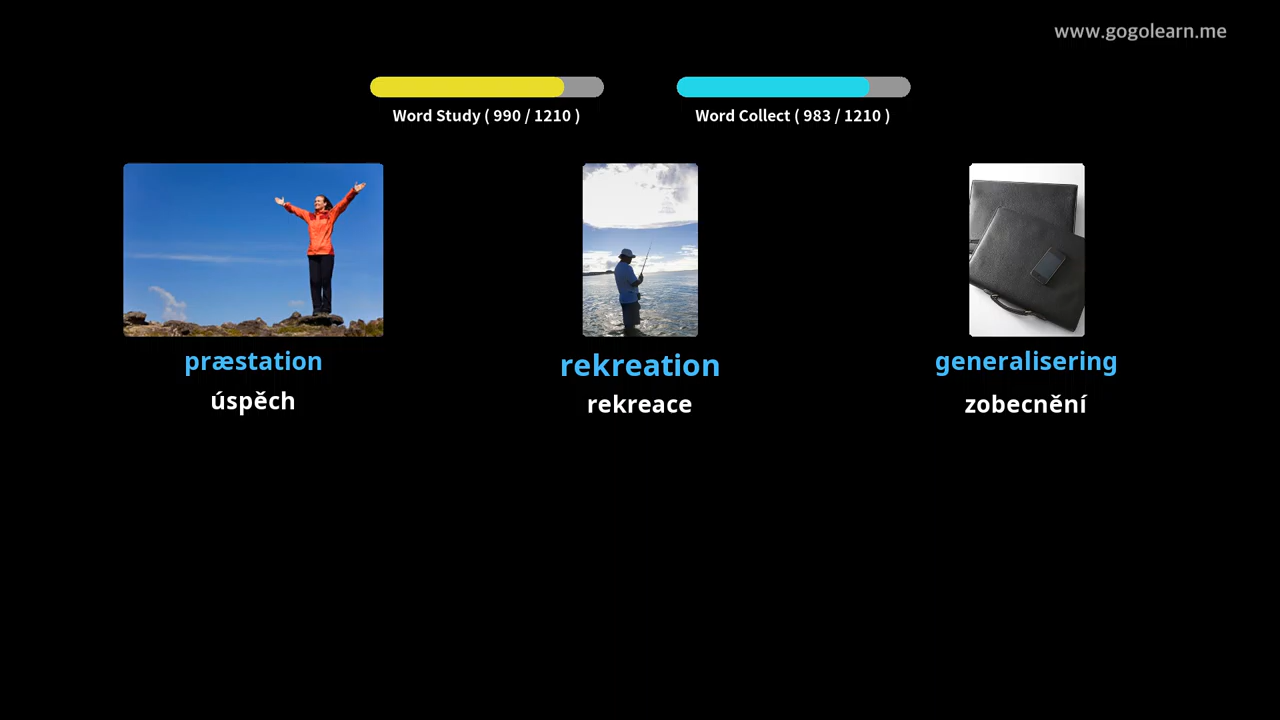 www.gogolearn.me
Word Study ( 990 / 1210 )
Word Collect ( 983 / 1210 )
præstation
úspěch
rekreation
rekreace
generalisering
zobecnění